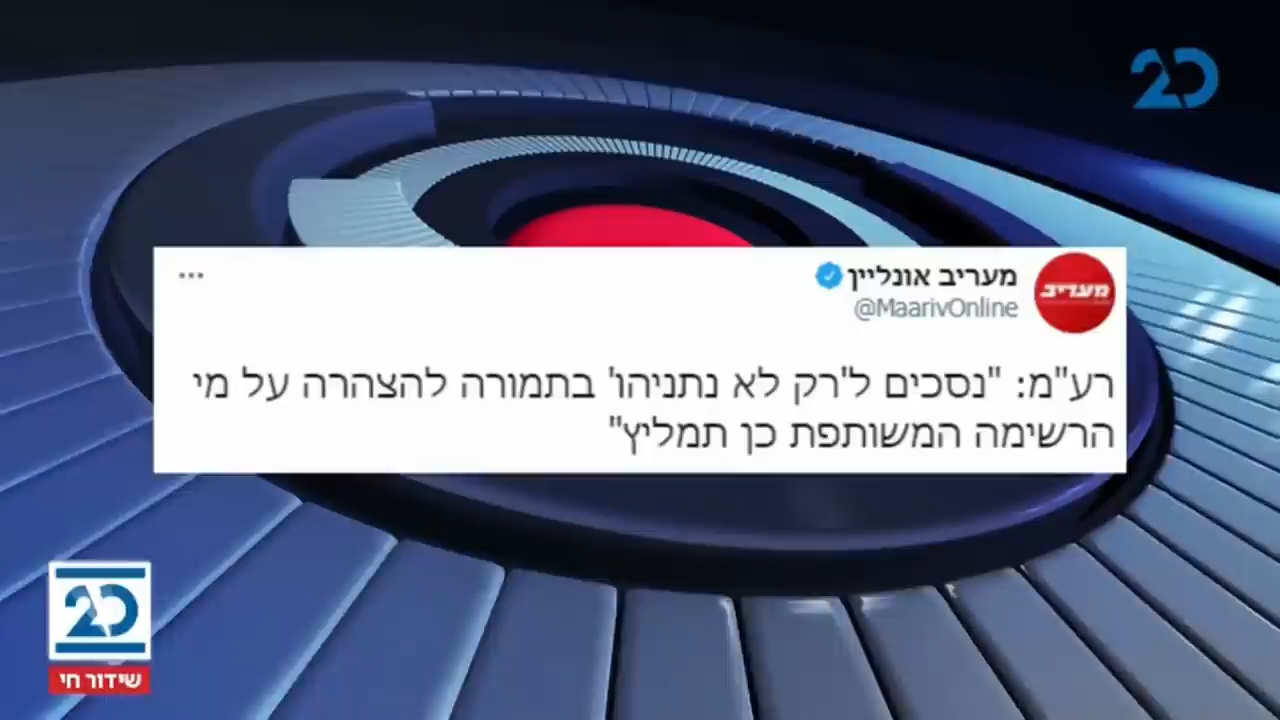 20
מעריב
מעריב אונליין
@MaarivOnline
רע"מ: "נסכים ל'רק לא נתניהו' בתמורה להצהרה על מי
הרשימה המשותפת כן תמליץ"
20
שידור חי